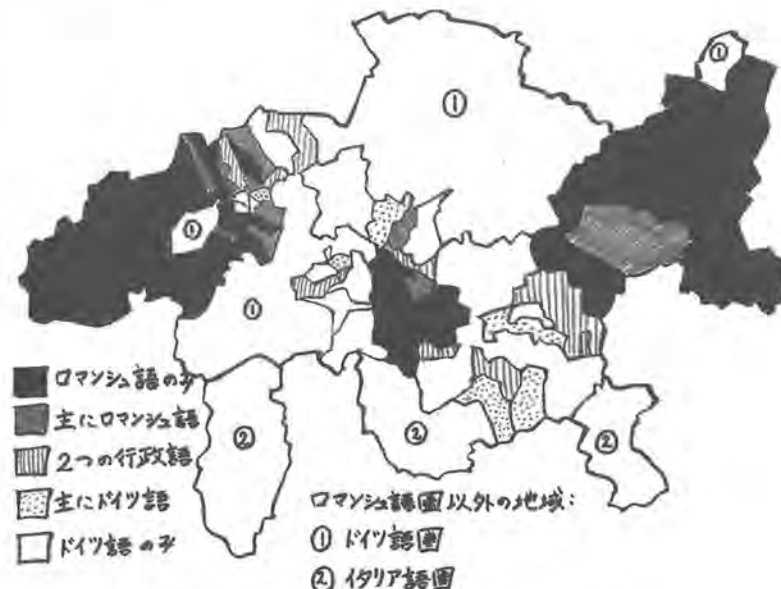 ①
①
①
①
②
②
②
ロマンシュ語のみ
主にロマンシュ語
2つの行政語
主にドイツ語
ドイツ語のみ
ロマンシュ語圏以外の地域:
① ドイツ語圏
② イタリア語圏